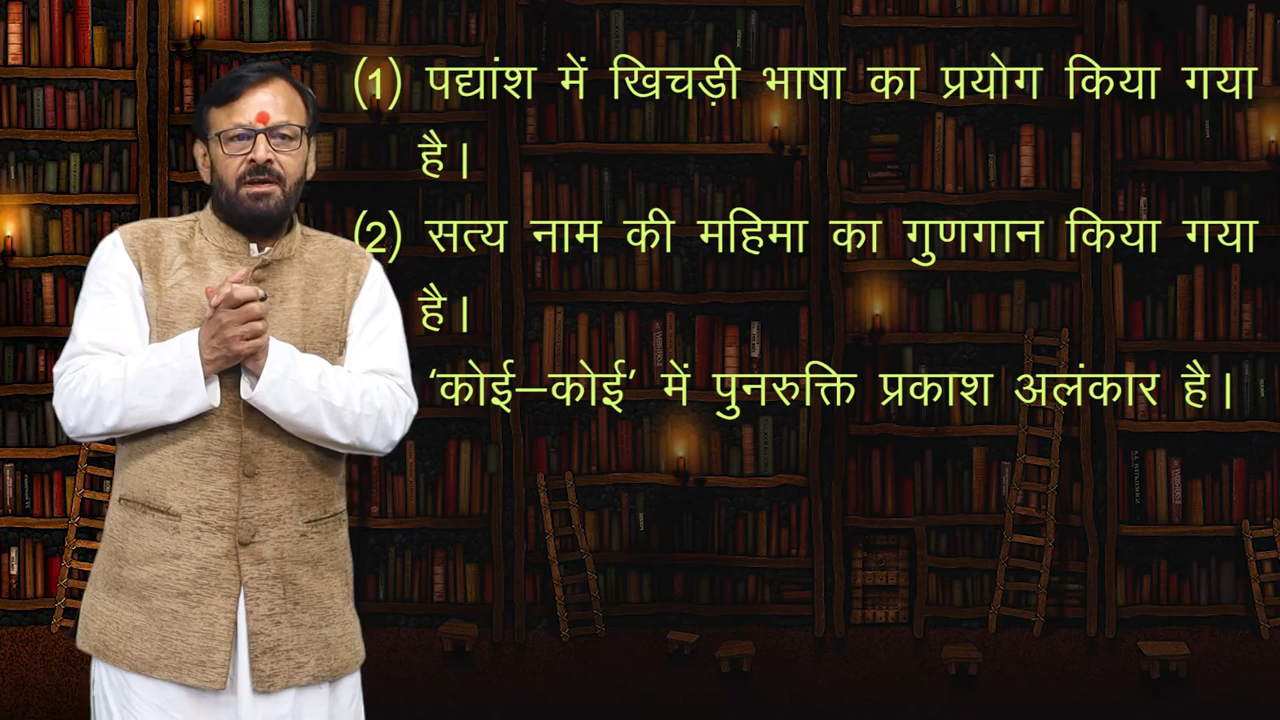 (1) पद्यांश में खिचड़ी भाषा का प्रयोग किया गया
है।
(2) सत्य नाम की महिमा का गुणगान किया गया
है।
‘कोई–कोई’ में पुनरुक्ति प्रकाश अलंकार है।